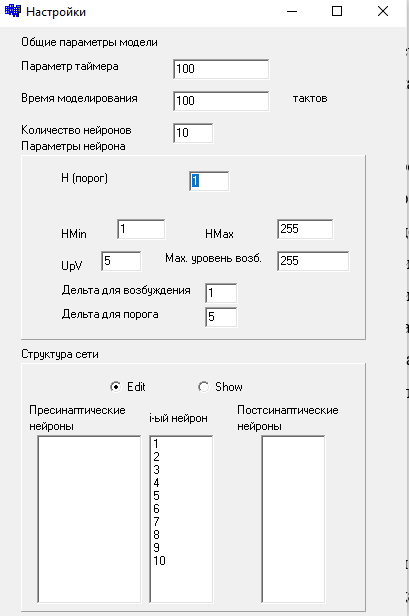 Настройки
Общие параметры модели
Параметр таймера 100
Время моделирования 100 тактов
Количество нейронов 10
Параметры нейрона
H (порог) 1
HMin 1 HMax 255
UpV 5 Мах. уровень возб. 255
Дельта для возбуждения 1
Дельта для порога 5
Структура сети
Edit Show
Пресинаптические нейроны
i-ый нейрон
Постсинаптические нейроны
1
2
3
4
5
6
7
8
9
10